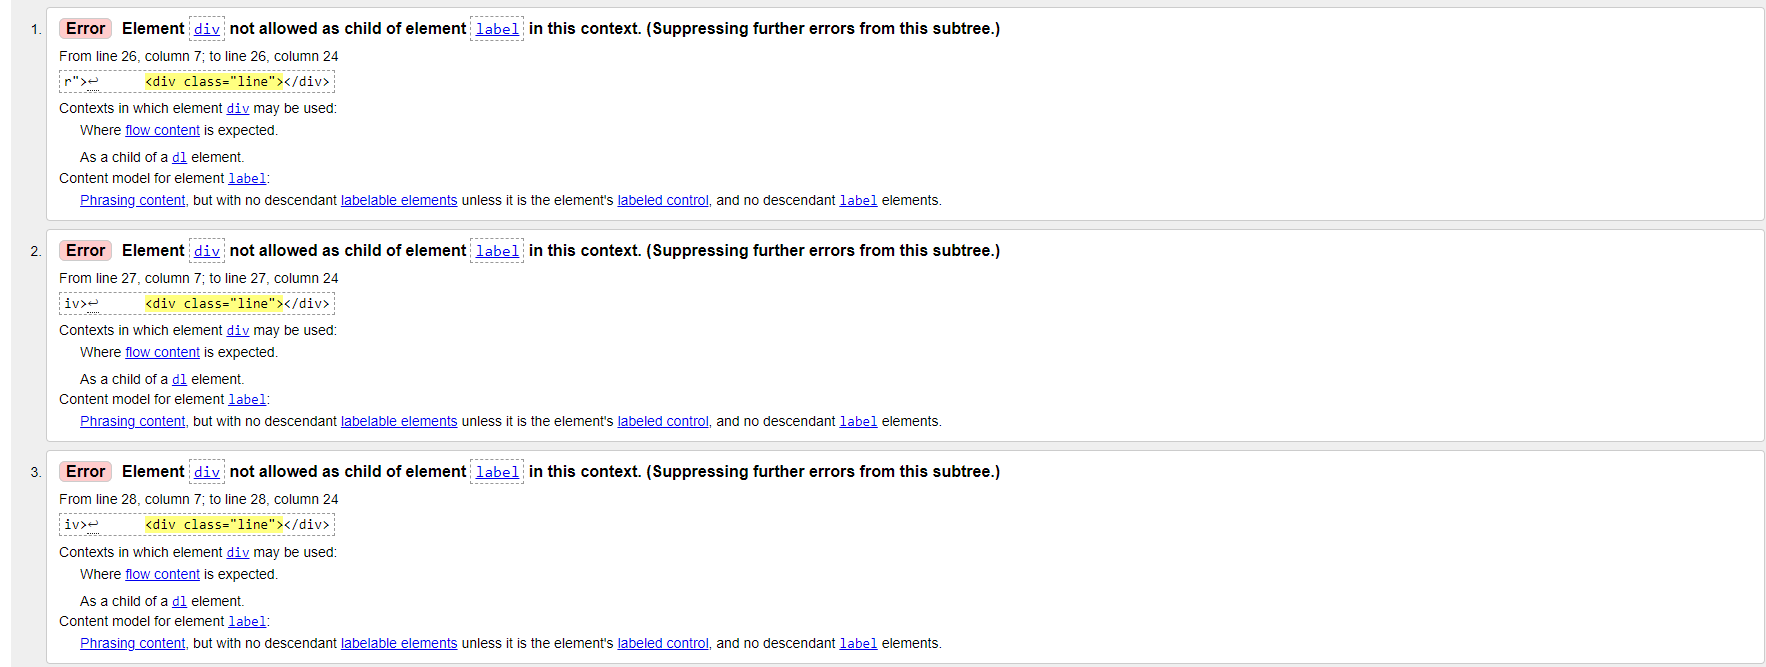 1. Error Element div not allowed as child of element label in this context. (Suppressing further errors from this subtree.)
From line 26, column 7; to line 26, column 24
r">↩      <div class="line"></div>
Contexts in which element div may be used:
Where flow content is expected.
As a child of a dl element.
Content model for element label:
Phrasing content, but with no descendant labelable elements unless it is the element's labeled control, and no descendant label elements.
2. Error Element div not allowed as child of element label in this context. (Suppressing further errors from this subtree.)
From line 27, column 7; to line 27, column 24
iv>↩      <div class="line"></div>
Contexts in which element div may be used:
Where flow content is expected.
As a child of a dl element.
Content model for element label:
Phrasing content, but with no descendant labelable elements unless it is the element's labeled control, and no descendant label elements.
3. Error Element div not allowed as child of element label in this context. (Suppressing further errors from this subtree.)
From line 28, column 7; to line 28, column 24
iv>↩      <div class="line"></div>
Contexts in which element div may be used:
Where flow content is expected.
As a child of a dl element.
Content model for element label:
Phrasing content, but with no descendant labelable elements unless it is the element's labeled control, and no descendant label elements.